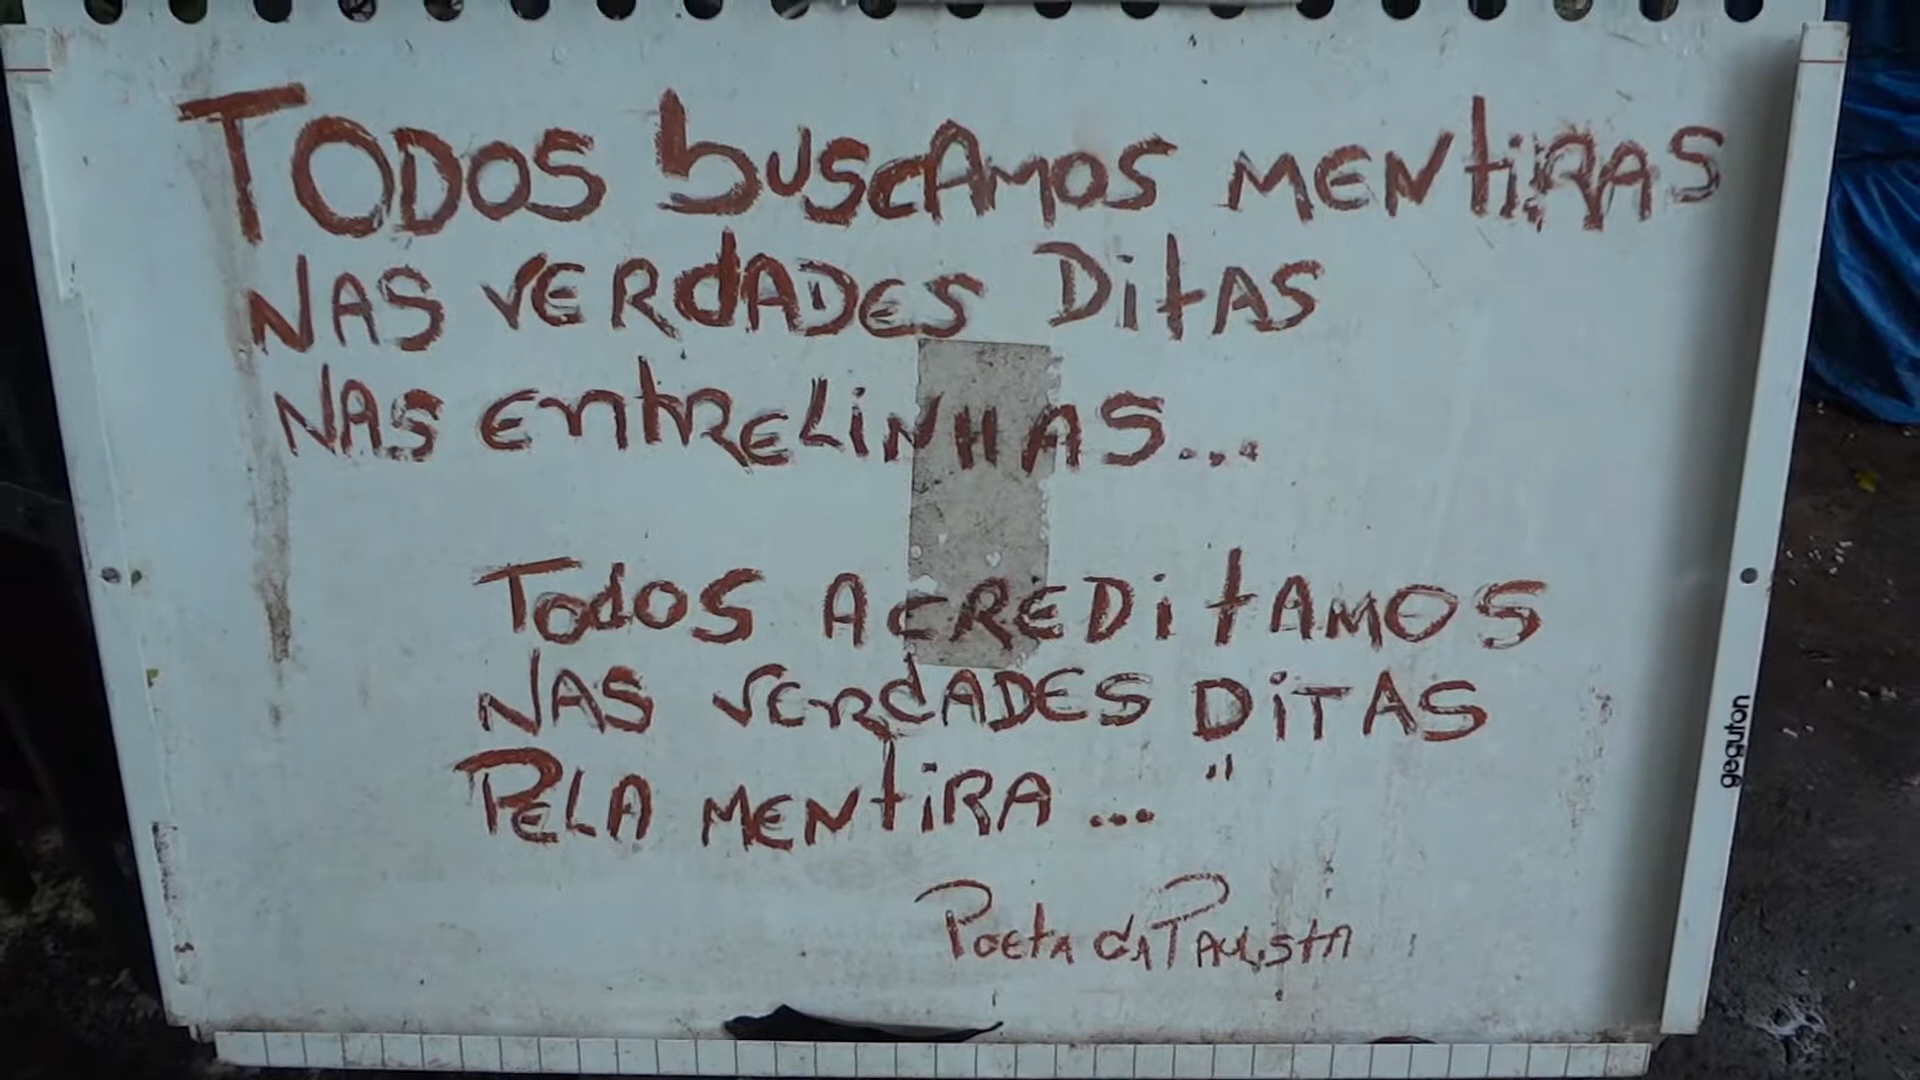 TODOS buscAmos MENtiRAS
NAS VERdADES DitAS
NAS ENtRELiNHAS...
Todos ACREDitAMOS
NAS VERdADES DiTAS
PELA MENtiRA... "
Poeta da Paulista
geguton